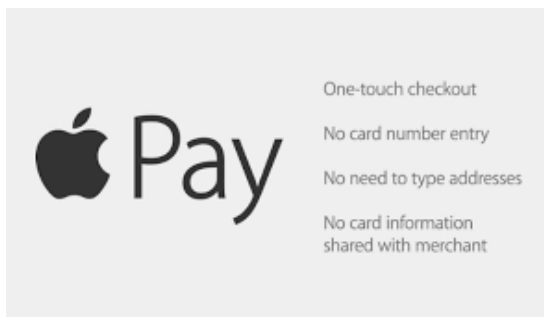 Pay
One-touch checkout
No card number entry
No need to type addresses
No card information
shared with merchant